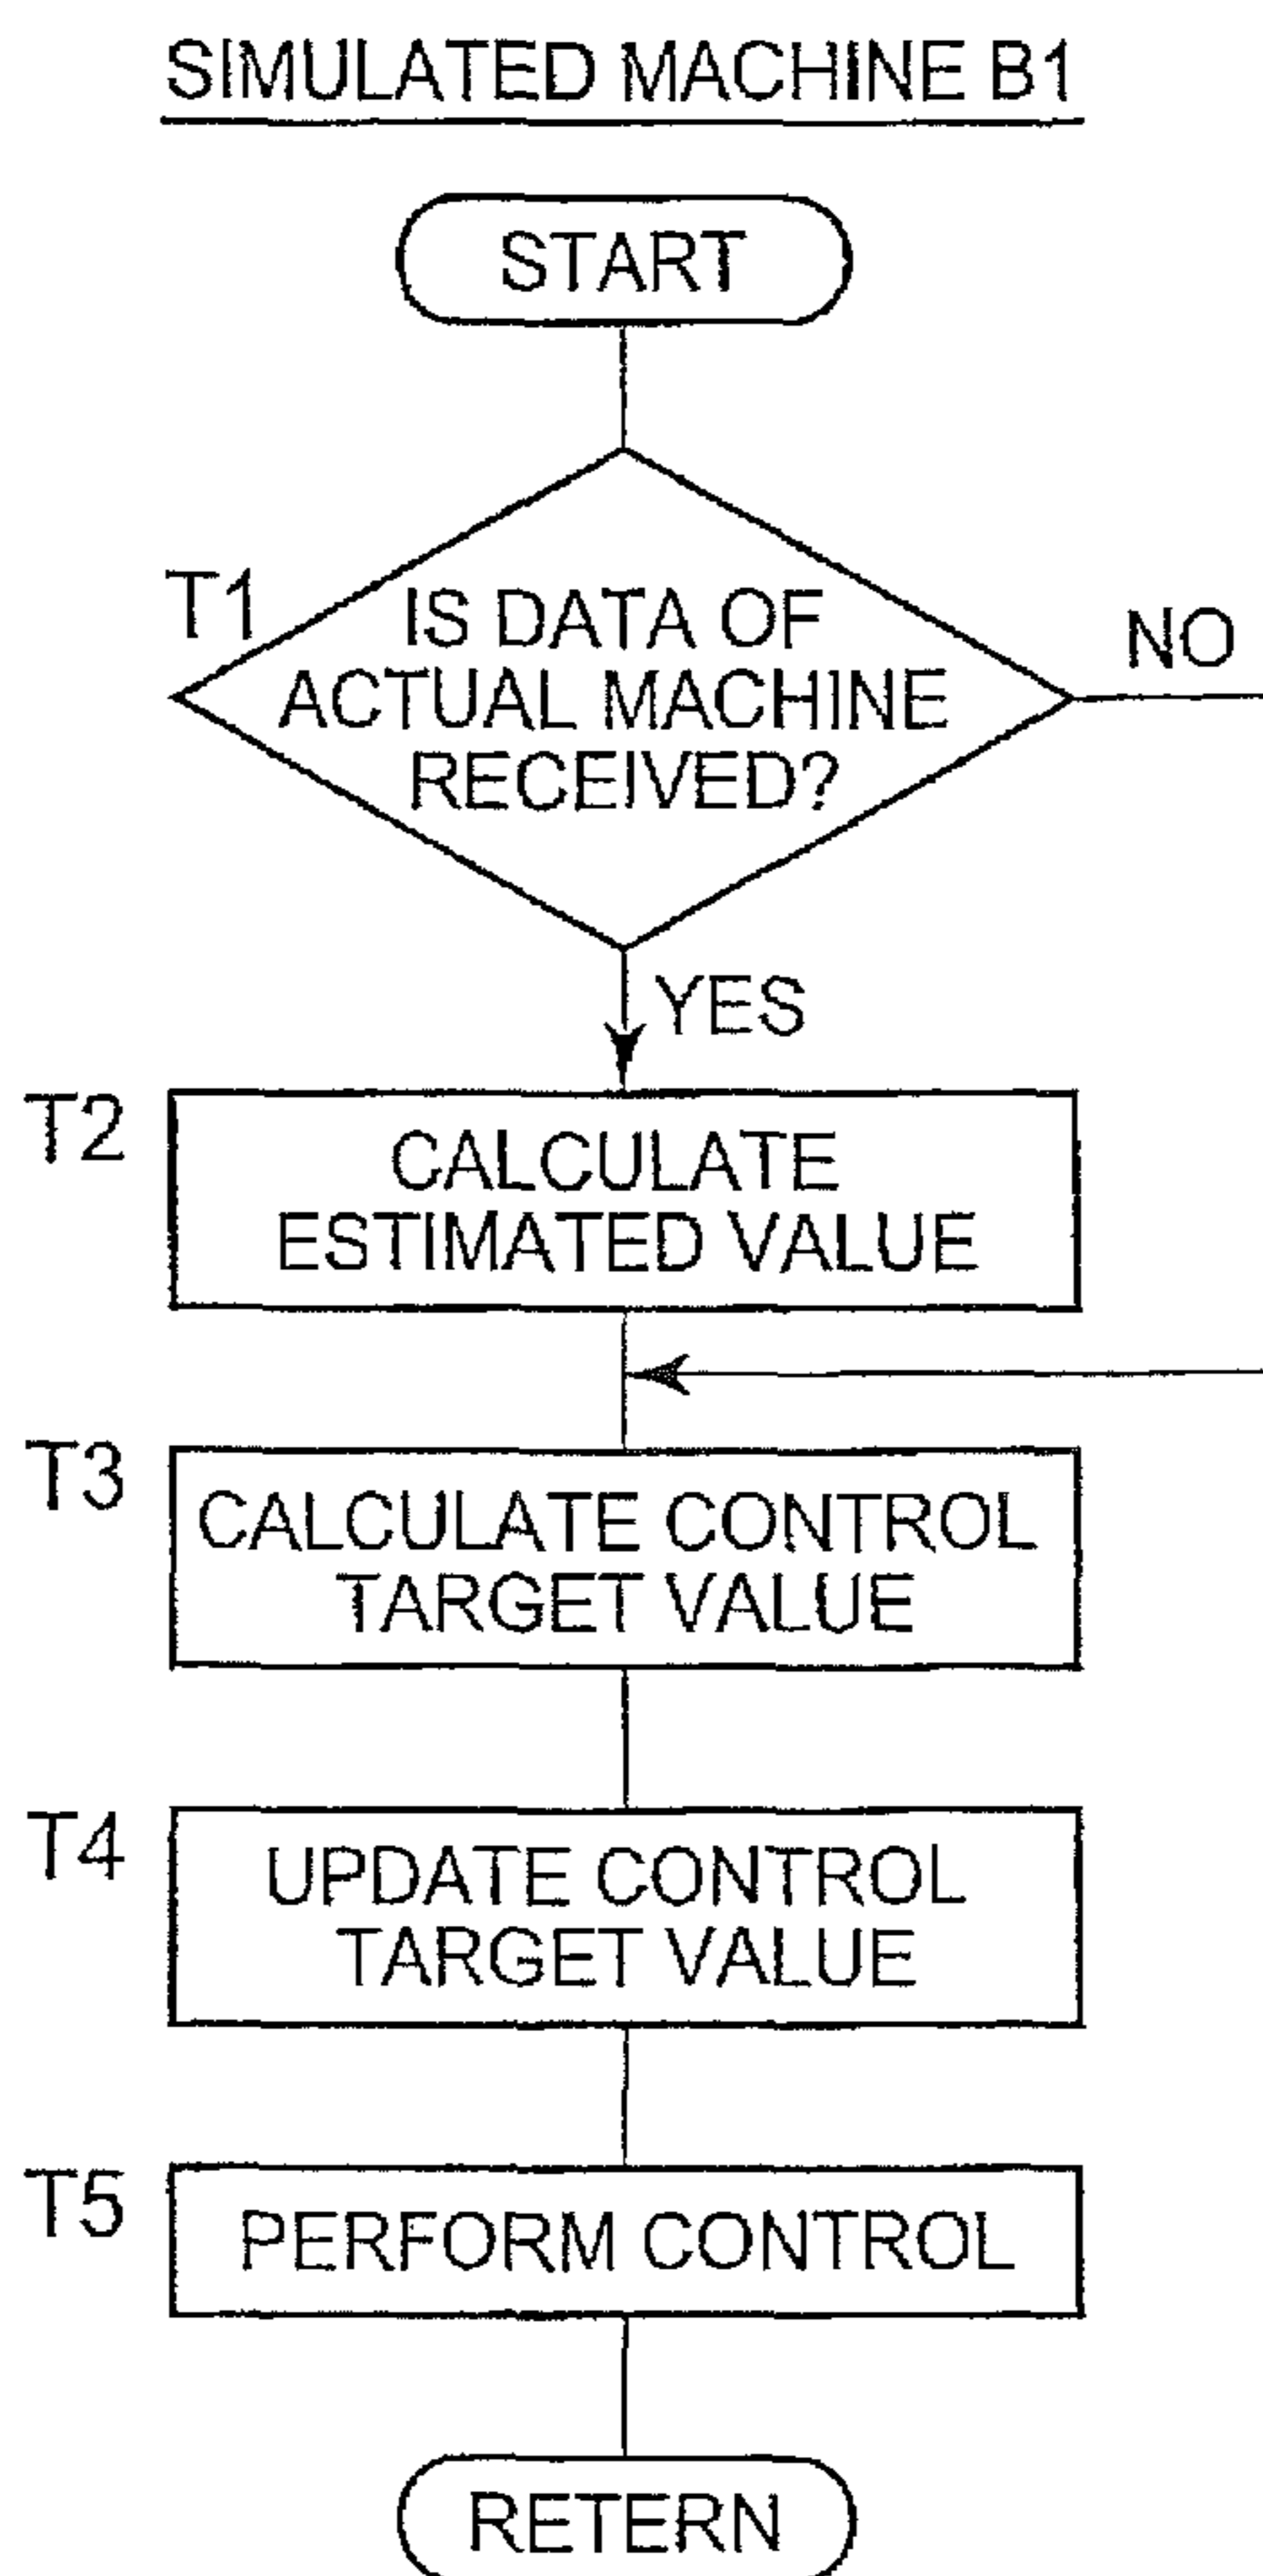 SIMULATED MACHINE B1
START
T1
IS DATA OF
ACTUAL MACHINE
RECEIVED?
NO
YES
T2
CALCULATE
ESTIMATED VALUE
T3
CALCULATE CONTROL
TARGET VALUE
T4
UPDATE CONTROL
TARGET VALUE
T5
PERFORM CONTROL
RETERN